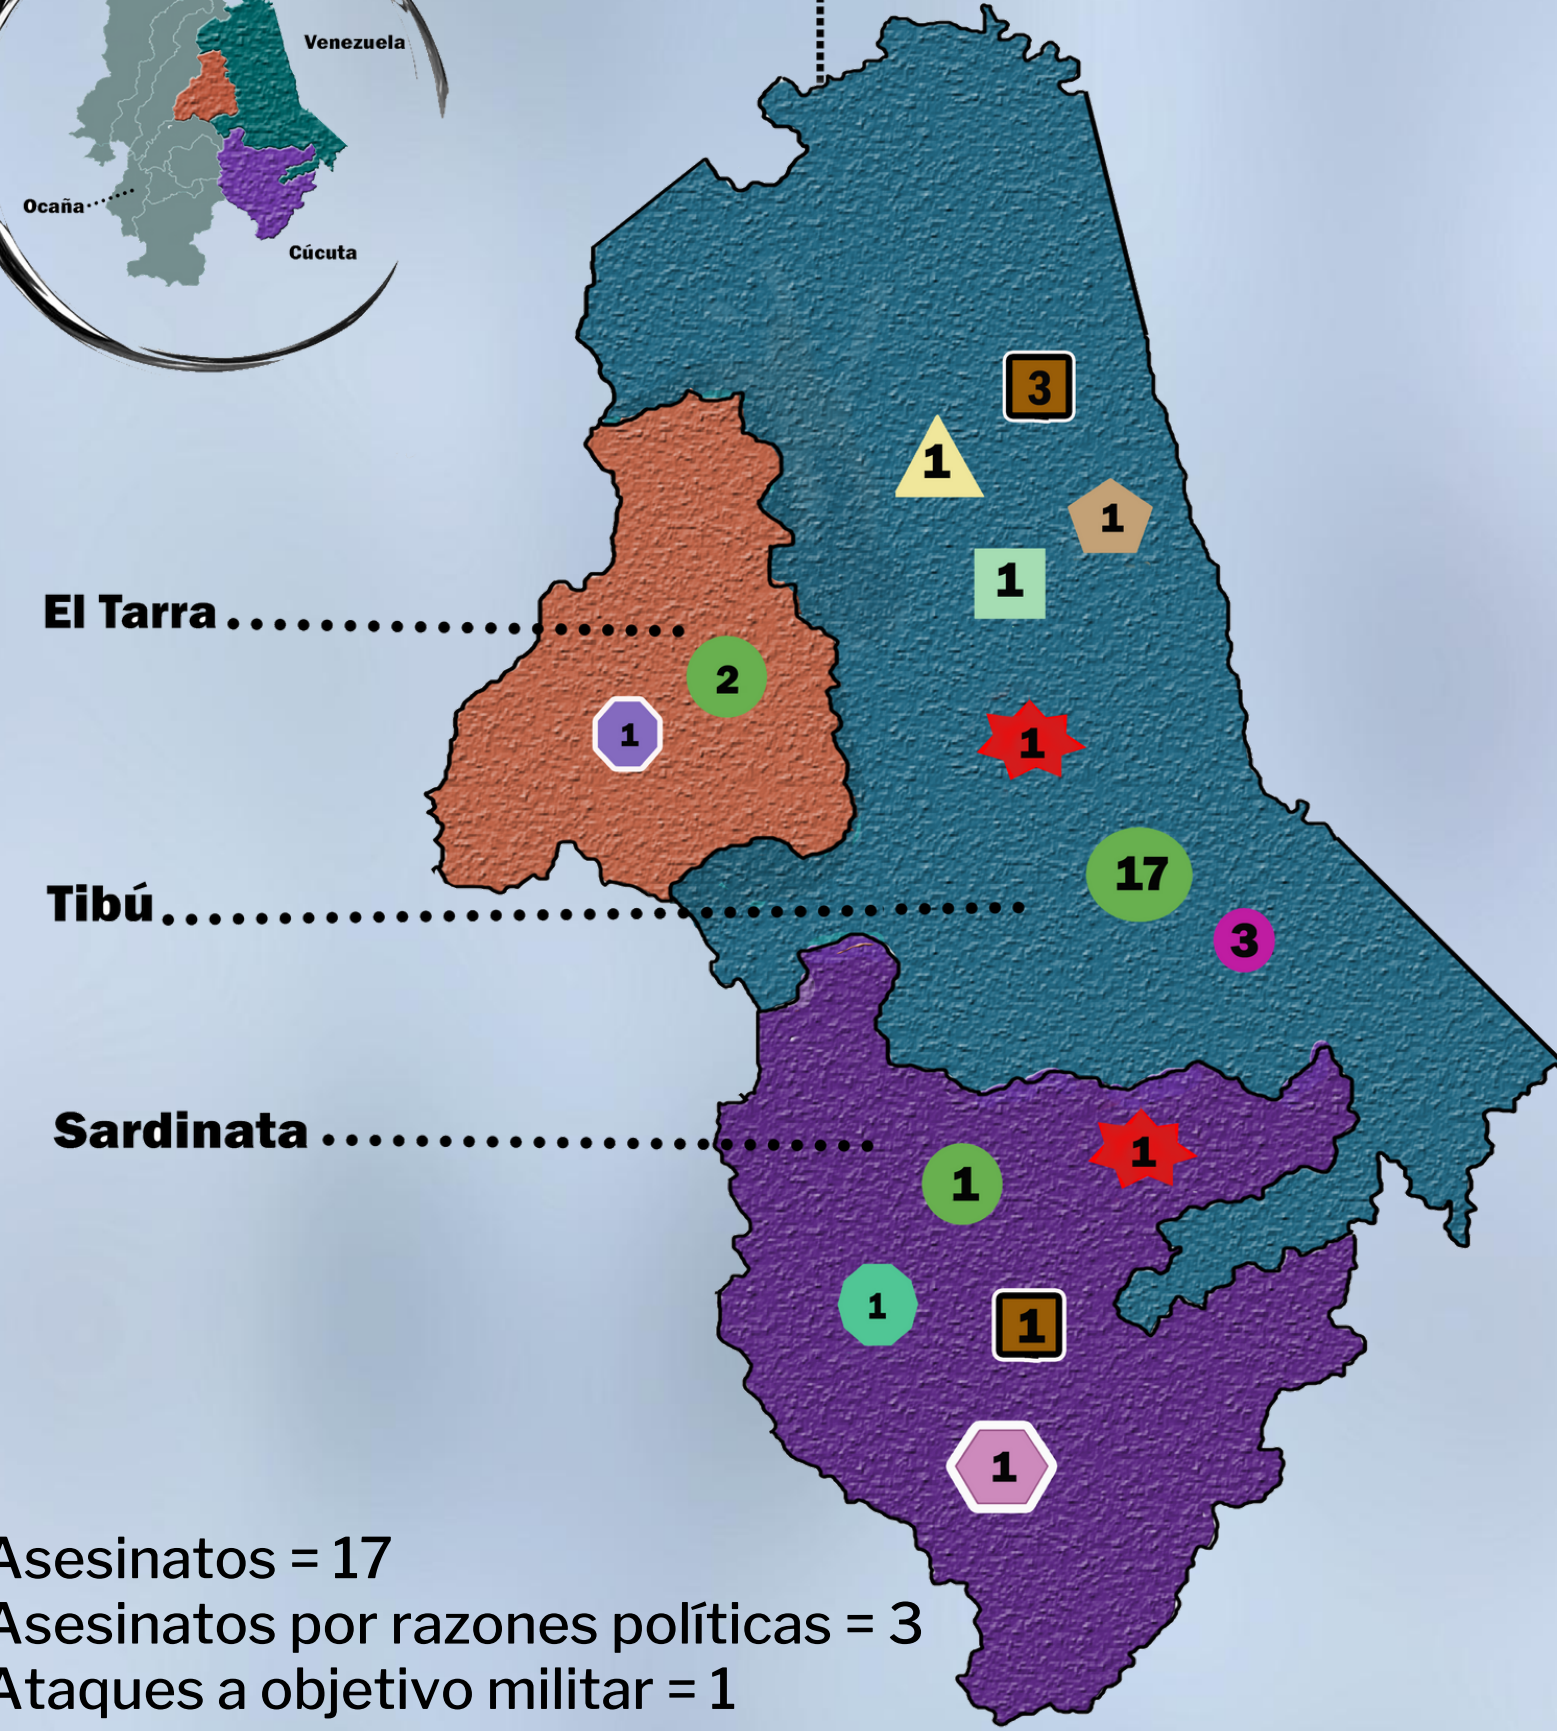 Venezuela
Ocaña
Cúcuta
3
1
1
1
El Tarra
2
1
1
17
Tibú
3
Sardinata
1
1
1
1
1
Asesinatos = 17
Asesinatos por razones políticas = 3
Ataques a objetivo militar = 1